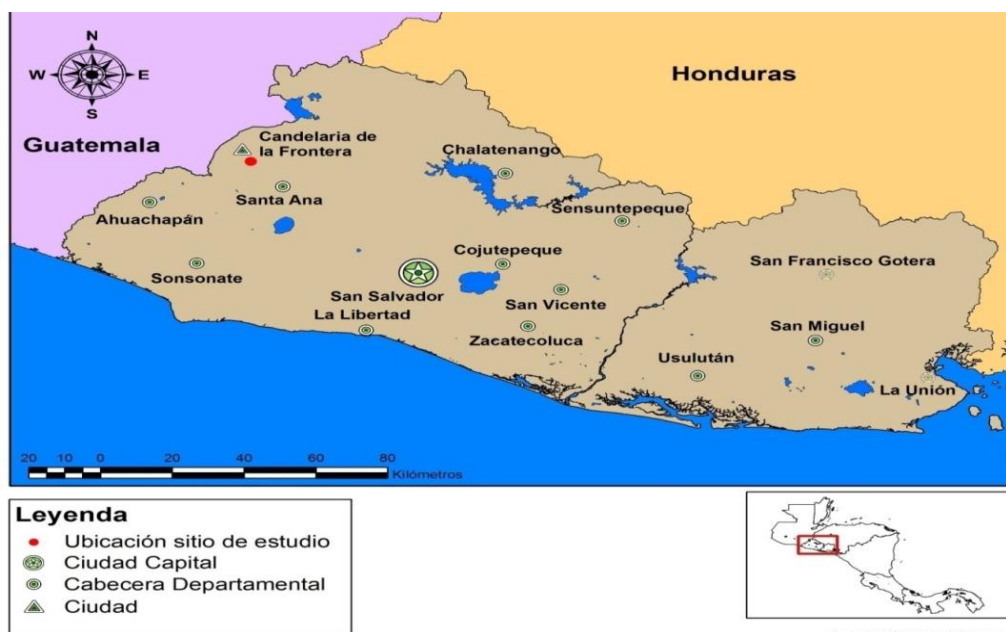 N
W E
S
Guatemala
Honduras
Candelaria de
la Frontera
Chalatenango
Santa Ana
Ahuachapán
Sensuntepeque
Sonsonate
Cojutepeque
San Francisco Gotera
San Salvador
San Vicente
La Libertad
Zacatecoluca
San Miguel
Usulután
La Unión
20 10 0 20 40 60 80
Kilómetros
Leyenda
Ubicación sitio de estudio
Ciudad Capital
Cabecera Departamental
Ciudad